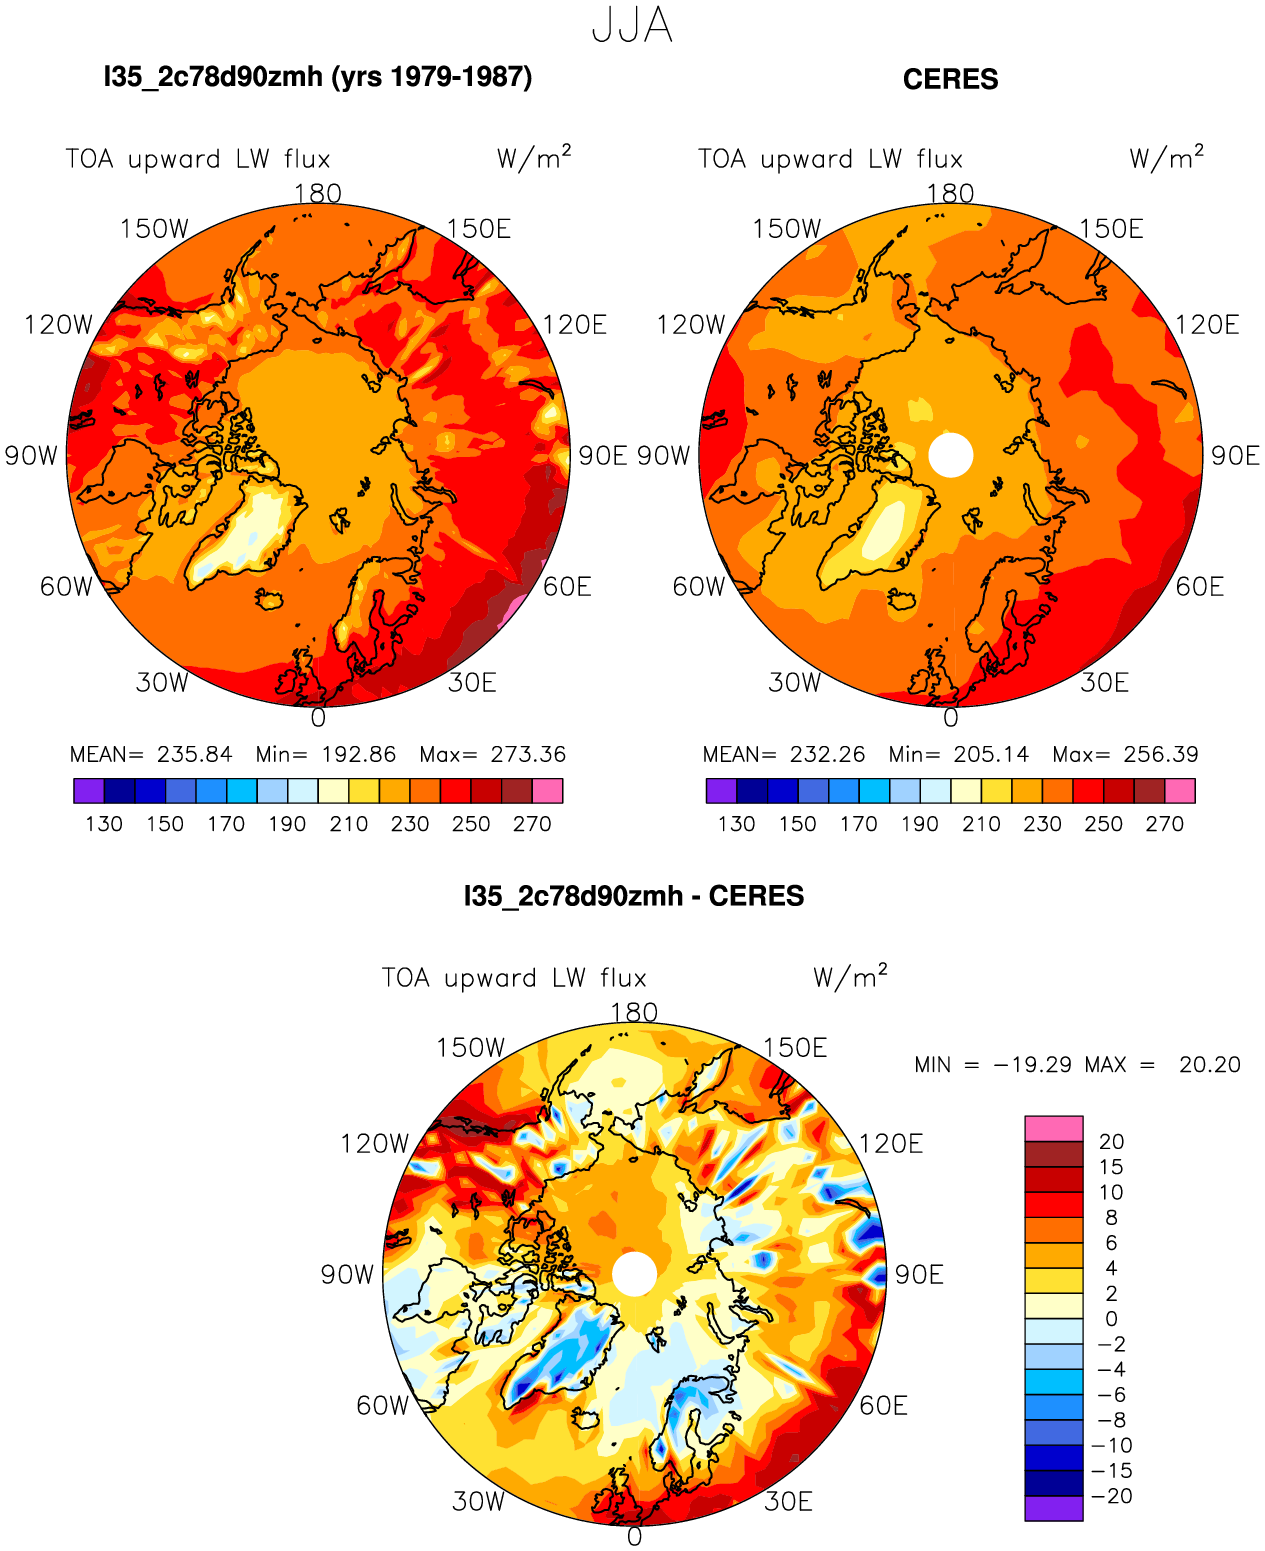 JJA
l35_2c78d90zmh (yrs 1979-1987)
CERES
TOA upward LW flux W/m²
TOA upward LW flux W/m²
180
180
150W 150E
150W 150E
120W 120E
120W 120E
90W 90E
90W 90E
60W 60E
60W 60E
30W 30E
30W 30E
0
0
MEAN= 235.84 Min= 192.86 Max= 273.36
MEAN= 232.26 Min= 205.14 Max= 256.39
130 150 170 190 210 230 250 270
130 150 170 190 210 230 250 270
l35_2c78d90zmh - CERES
TOA upward LW flux W/m²
180
150W 150E
MIN = −19.29 MAX = 20.20
120W 120E
90W 90E
60W 60E
30W 30E
0
20
15
10
8
6
4
2
0
−2
−4
−6
−8
−10
−15
−20